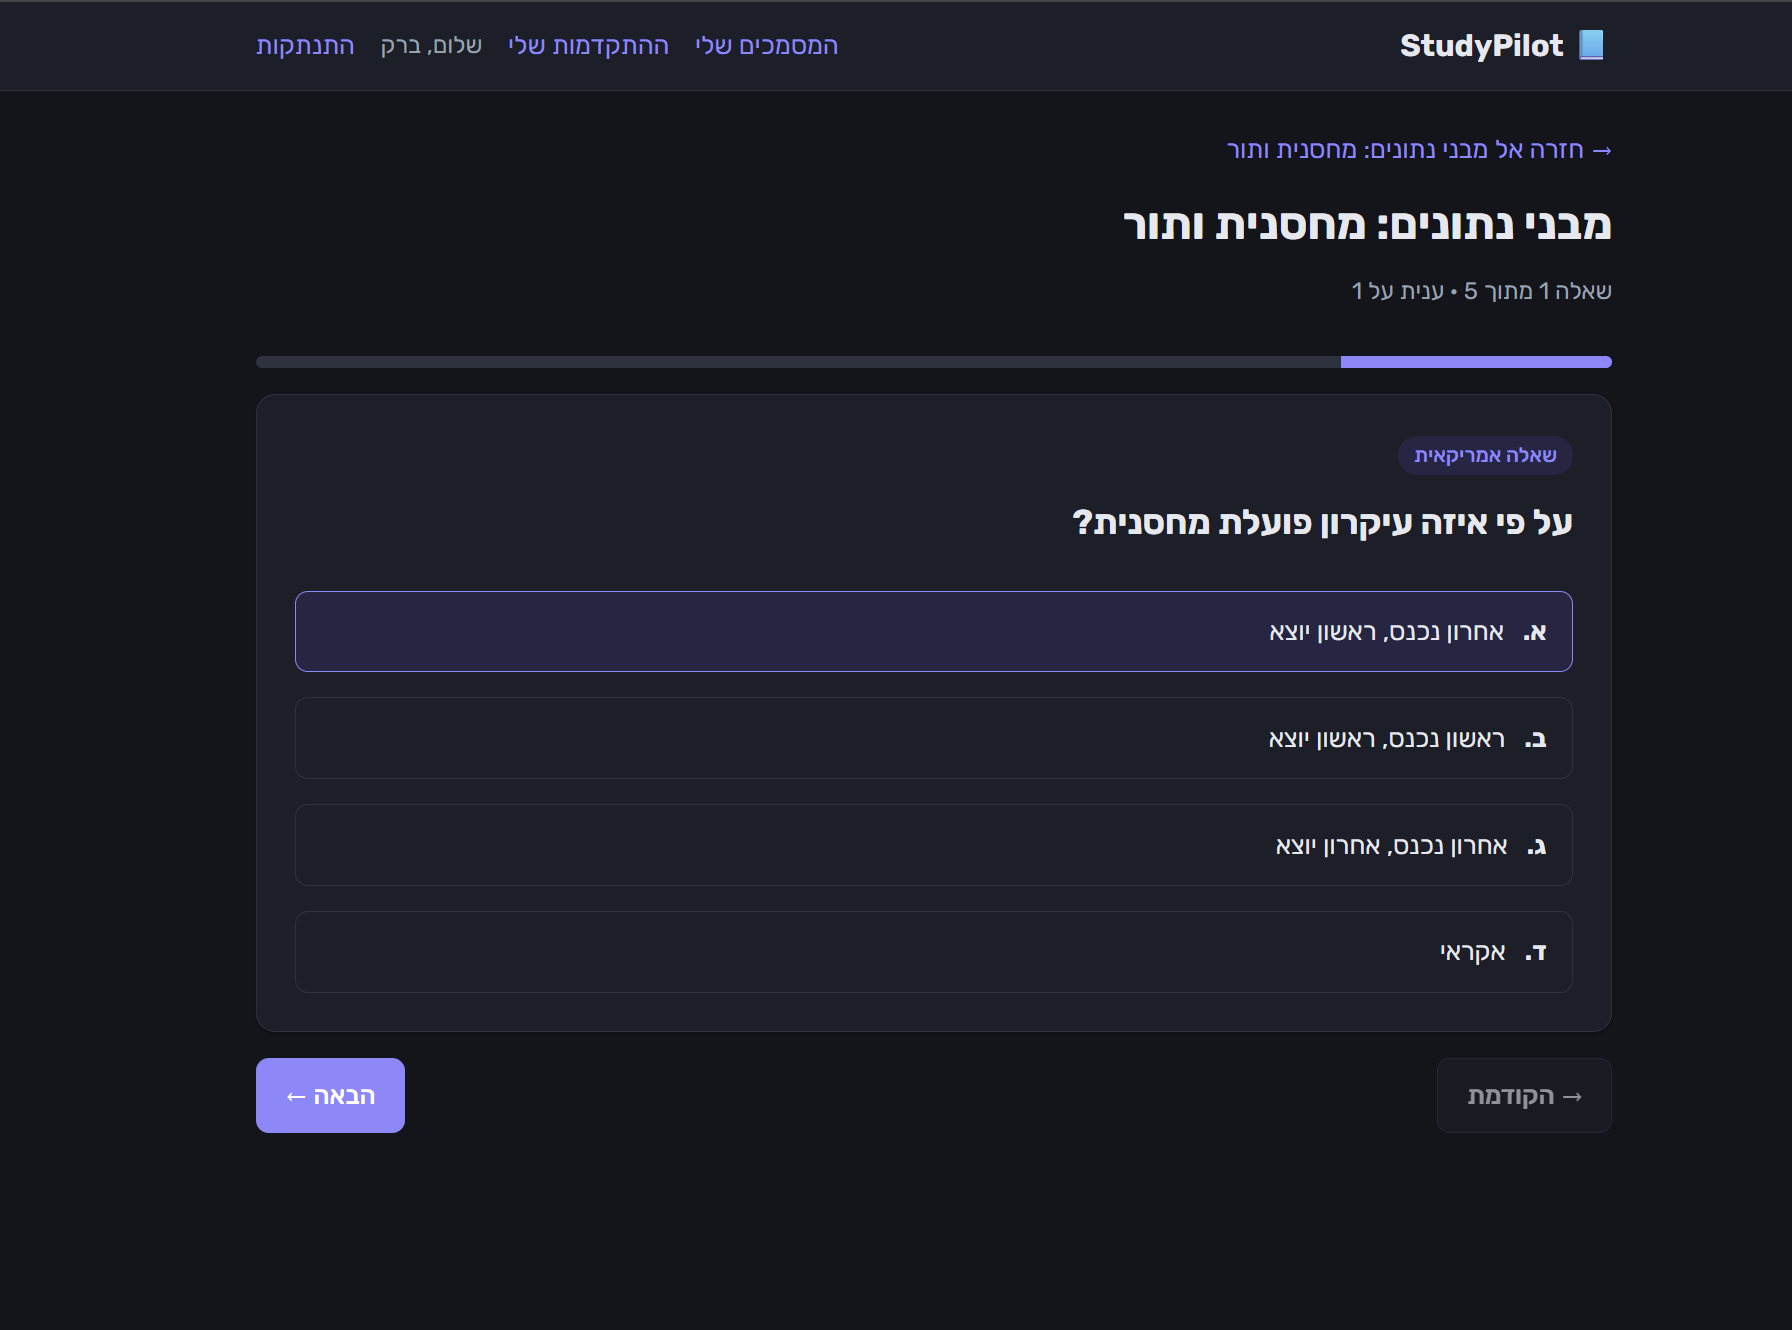 StudyPilot
המסמכים שלי
ההתקדמות שלי
שלום, ברק
התנתקות
→ חזרה אל מבני נתונים: מחסנית ותור
מבני נתונים: מחסנית ותור
שאלה 1 מתוך 5 • ענית על 1
שאלה אמריקאית
על פי איזה עיקרון פועלת מחסנית?
א. אחרון נכנס, ראשון יוצא
ב. ראשון נכנס, ראשון יוצא
ג. אחרון נכנס, אחרון יוצא
ד. אקראי
→ הקודמת
הבאה ←